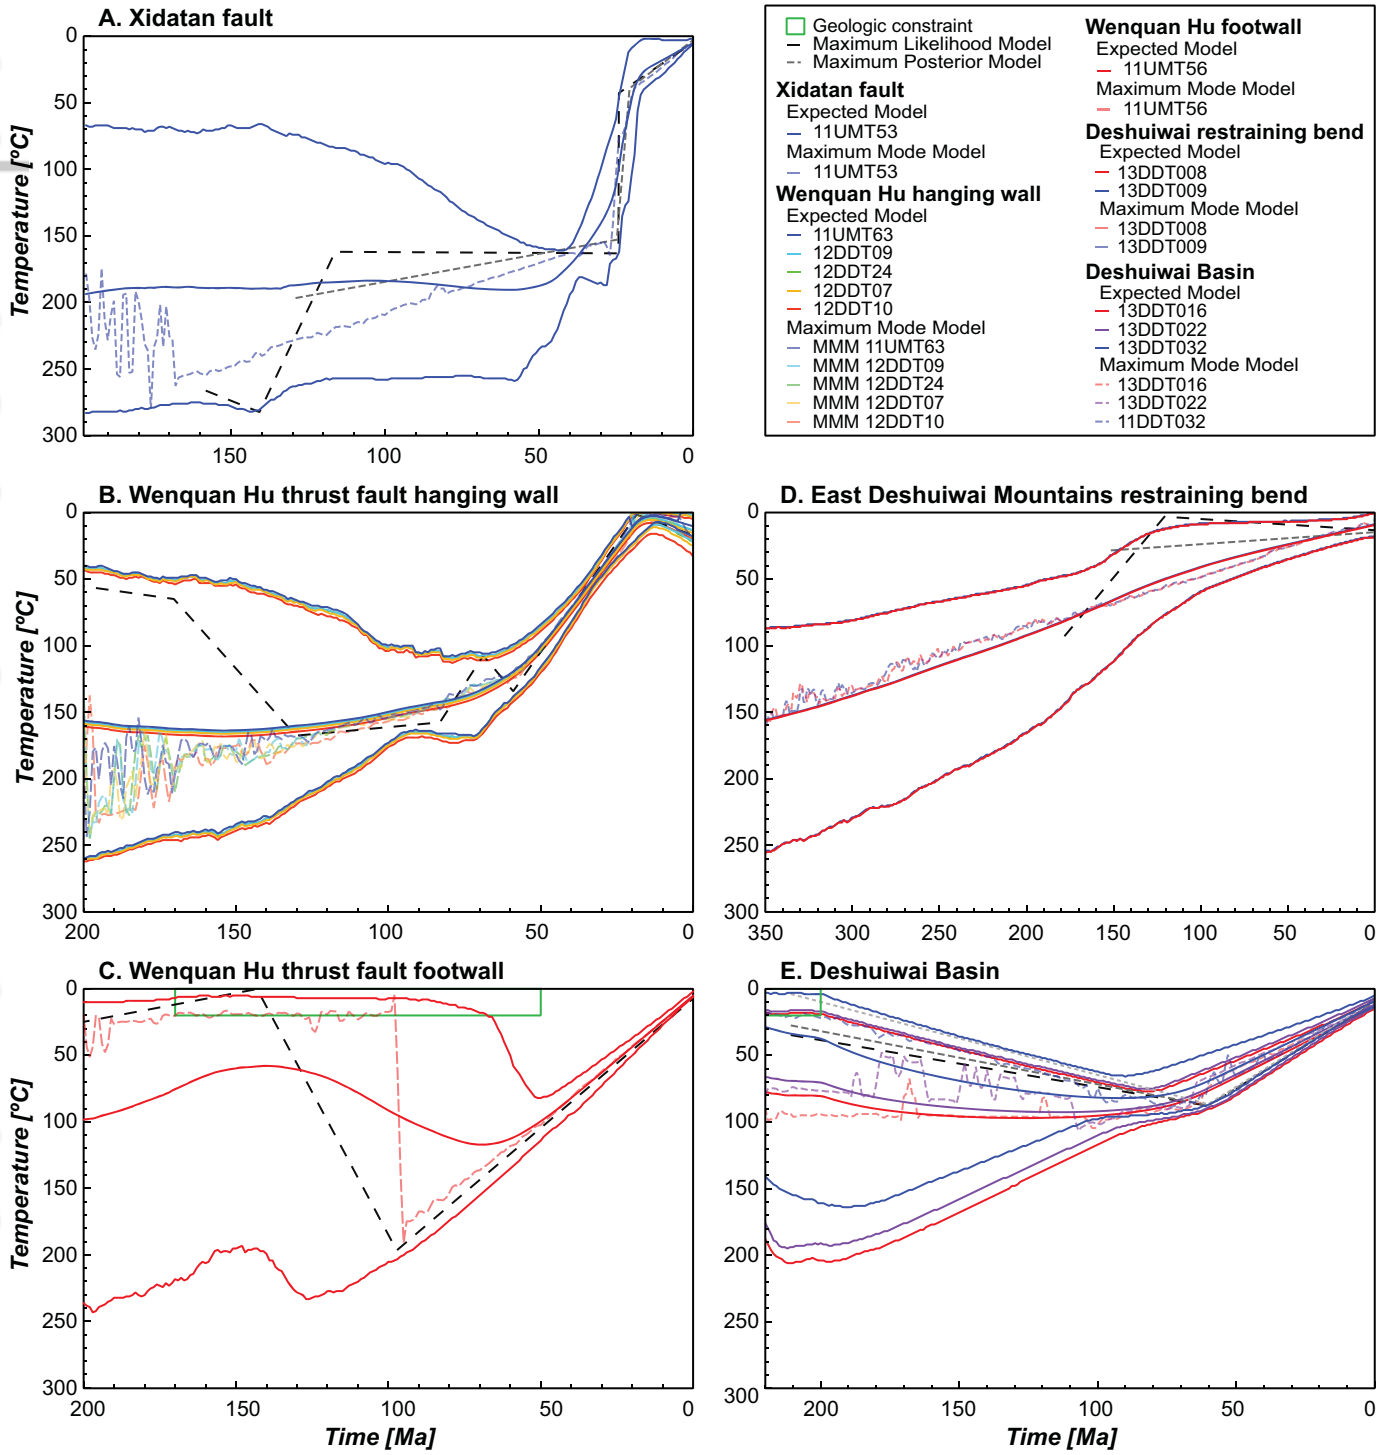 A. Xidatan fault
0
50
100
150
200
250
300
Temperature [ºC]
150
100
50
0
Geologic constraint
Maximum Likelihood Model
Maximum Posterior Model
Xidatan fault
Expected Model
11UMT53
Maximum Mode Model
11UMT53
Wenquan Hu hanging wall
Expected Model
11UMT63
12DDT09
12DDT24
12DDT07
12DDT10
Maximum Mode Model
MMM 11UMT63
MMM 12DDT09
MMM 12DDT24
MMM 12DDT07
MMM 12DDT10
Wenquan Hu footwall
Expected Model
11UMT56
Maximum Mode Model
11UMT56
Deshuiwai restraining bend
Expected Model
13DDT008
13DDT009
Maximum Mode Model
13DDT008
13DDT009
Deshuiwai Basin
Expected Model
13DDT016
13DDT022
13DDT032
Maximum Mode Model
13DDT016
13DDT022
11DDT032
B. Wenquan Hu thrust fault hanging wall
0
50
100
150
200
250
300
Temperature [ºC]
200
150
100
50
0
D. East Deshuiwai Mountains restraining bend
0
50
100
150
200
250
300
350
300
250
200
150
100
50
0
C. Wenquan Hu thrust fault footwall
0
50
100
150
200
250
300
Temperature [ºC]
200
150
100
50
0
Time [Ma]
E. Deshuiwai Basin
0
50
100
150
200
250
300
200
150
100
50
0
Time [Ma]